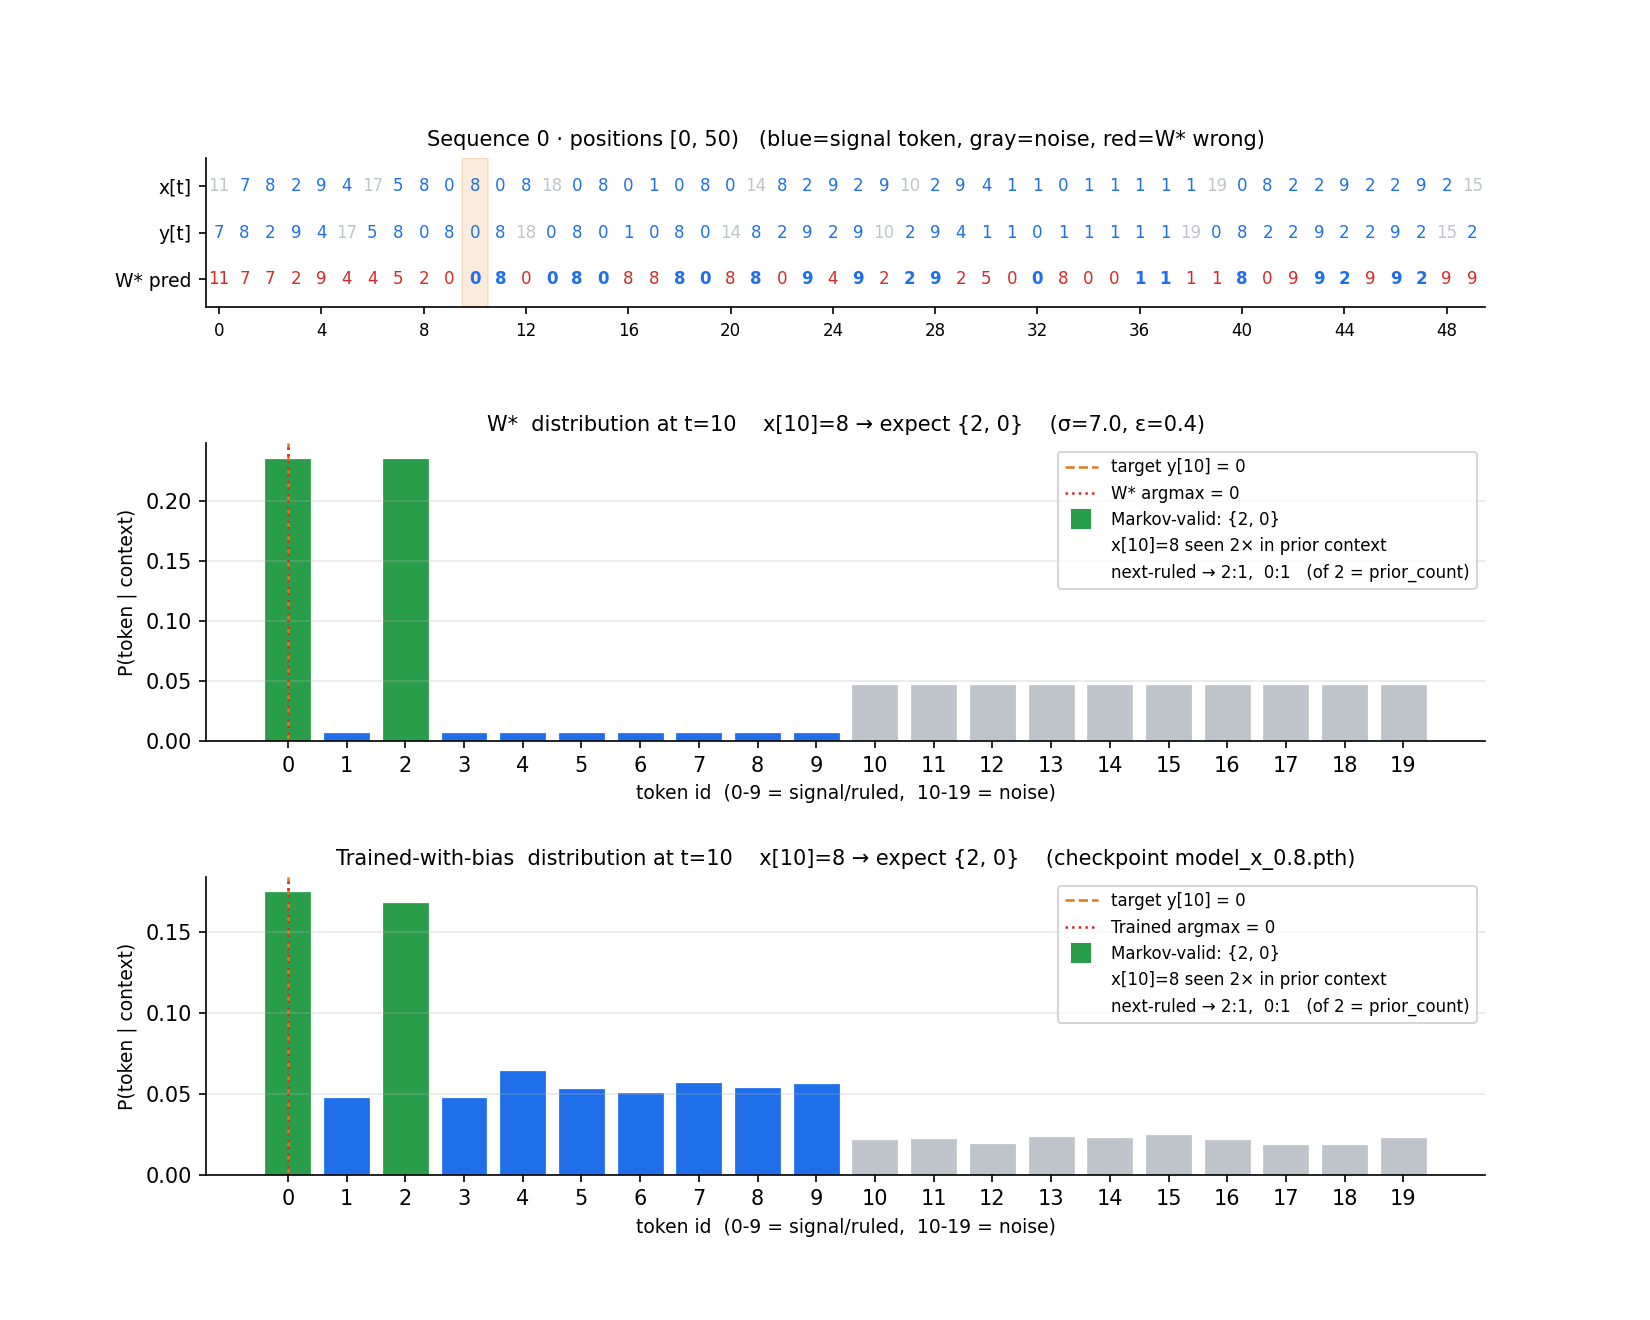 Sequence 0 · positions [0, 50)   (blue=signal token, gray=noise, red=W* wrong)
x[t] 11 7 8 2 9 4 17 5 8 0 8 0 8 18 0 8 0 1 0 8 0 14 8 2 9 2 9 10 2 9 4 1 1 0 1 1 1 1 1 19 0 8 2 2 9 2 2 9 2 15
y[t] 7 8 2 9 4 17 5 8 0 8 0 8 18 0 8 0 1 0 8 0 14 8 2 9 2 9 10 2 9 4 1 1 0 1 1 1 1 1 19 0 8 2 2 9 2 2 9 2 15 2
W* pred 11 7 7 2 9 4 4 5 2 0 0 8 0 0 8 0 8 8 8 0 8 8 0 9 4 9 2 2 9 2 5 0 0 8 0 0 1 1 1 1 8 0 9 9 2 9 9 2 9 9
0 4 8 12 16 20 24 28 32 36 40 44 48
W*  distribution at t=10    x[10]=8 → expect {2, 0}    (σ=7.0, ε=0.4)
P(token | context)
0.20
0.15
0.10
0.05
0.00
target y[10] = 0
W* argmax = 0
Markov-valid: {2, 0}
x[10]=8 seen 2× in prior context
next-ruled → 2:1,  0:1   (of 2 = prior_count)
0 1 2 3 4 5 6 7 8 9 10 11 12 13 14 15 16 17 18 19
token id  (0-9 = signal/ruled,  10-19 = noise)
Trained-with-bias  distribution at t=10    x[10]=8 → expect {2, 0}    (checkpoint model_x_0.8.pth)
P(token | context)
0.15
0.10
0.05
0.00
target y[10] = 0
Trained argmax = 0
Markov-valid: {2, 0}
x[10]=8 seen 2× in prior context
next-ruled → 2:1,  0:1   (of 2 = prior_count)
0 1 2 3 4 5 6 7 8 9 10 11 12 13 14 15 16 17 18 19
token id  (0-9 = signal/ruled,  10-19 = noise)